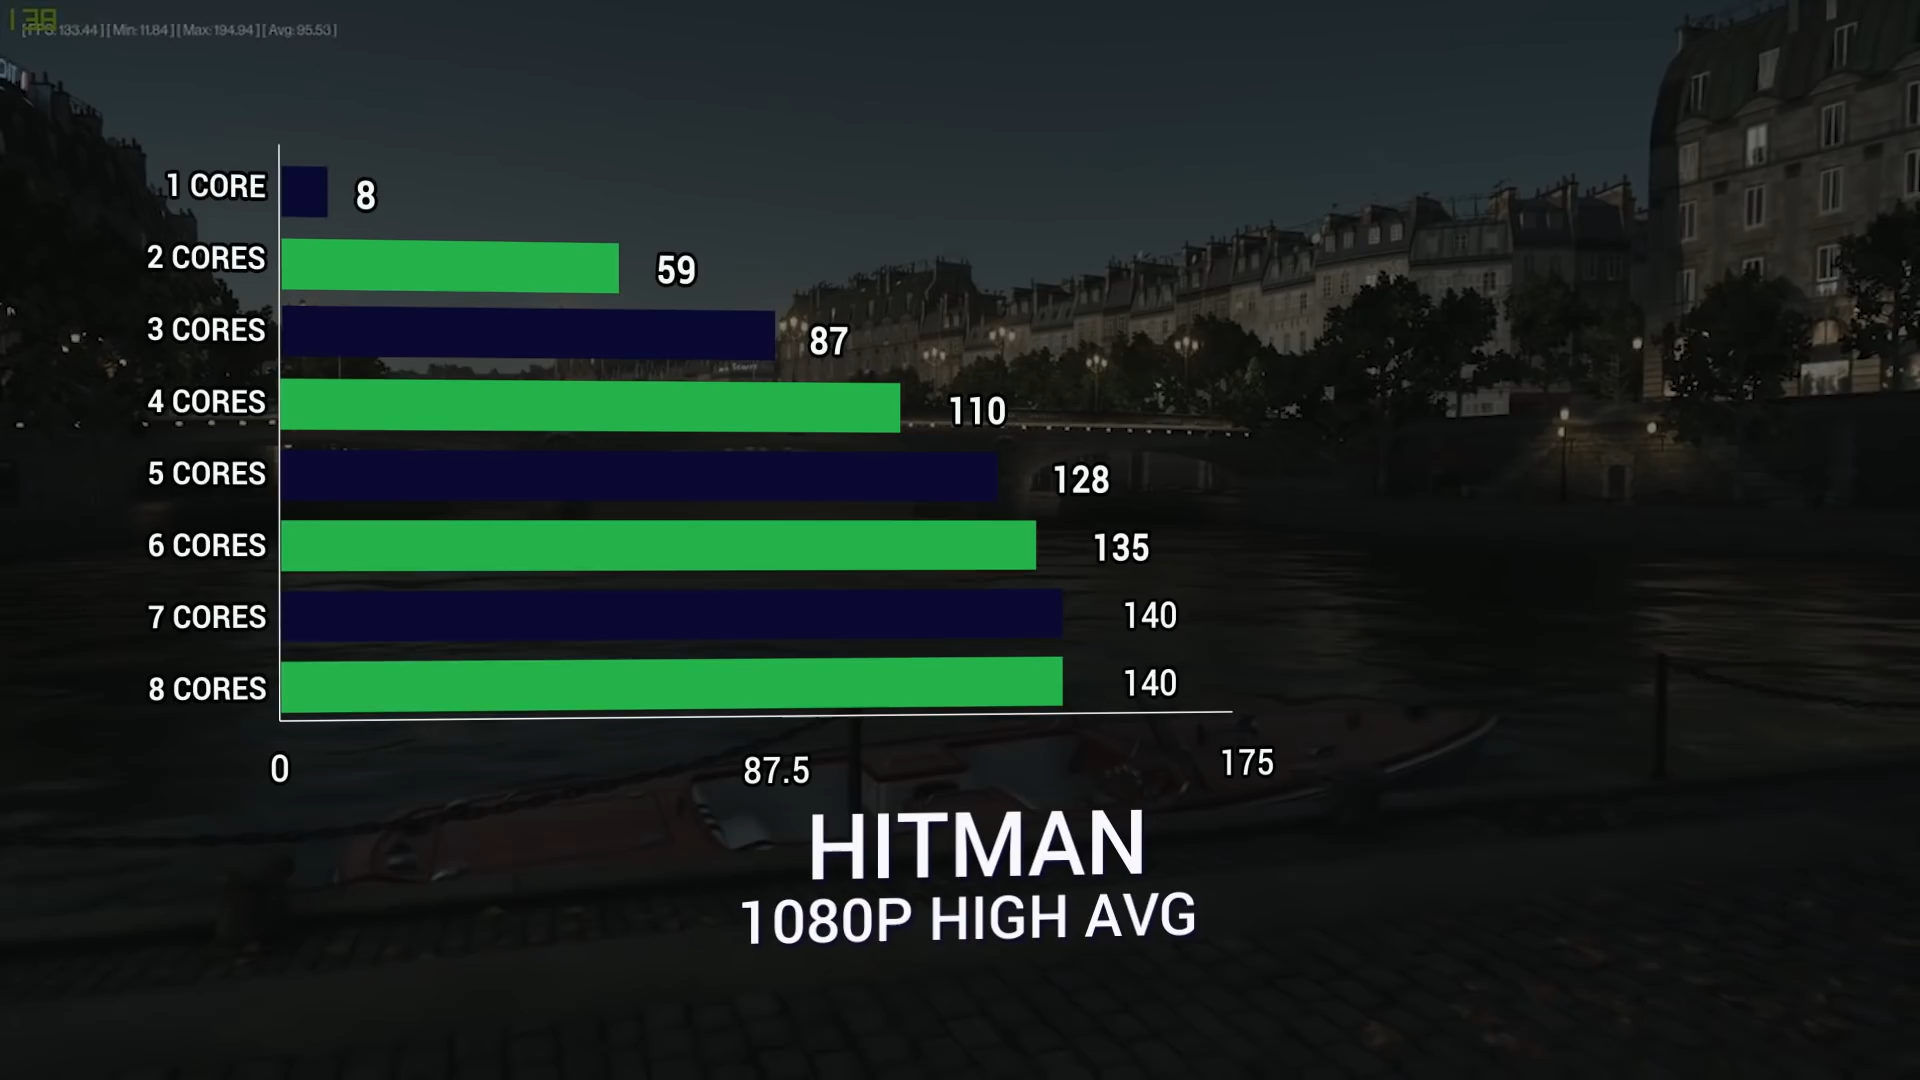 138
[FPS: 133.44] [ Min: 11.84] [ Max: 194.94] [ Avg: 95.53]
1 CORE 8
2 CORES 59
3 CORES 87
4 CORES 110
5 CORES 128
6 CORES 135
7 CORES 140
8 CORES 140
0 87.5 175
HITMAN
1080P HIGH AVG